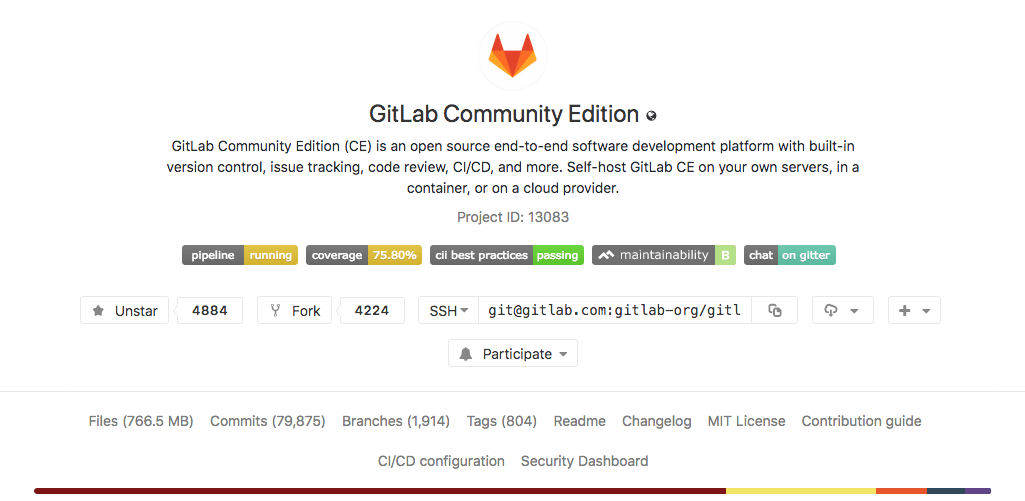 GitLab Community Edition
GitLab Community Edition (CE) is an open source end-to-end software development platform with built-in
version control, issue tracking, code review, CI/CD, and more. Self-host GitLab CE on your own servers, in a
container, or on a cloud provider.
Project ID: 13083
pipeline running coverage 75.80% cii best practices passing maintainability B chat on gitter
Unstar 4884 Fork 4224 SSH git@gitlab.com:gitlab-org/gitl
Participate
Files (766.5 MB) Commits (79,875) Branches (1,914) Tags (804) Readme Changelog MIT License Contribution guide
CI/CD configuration Security Dashboard